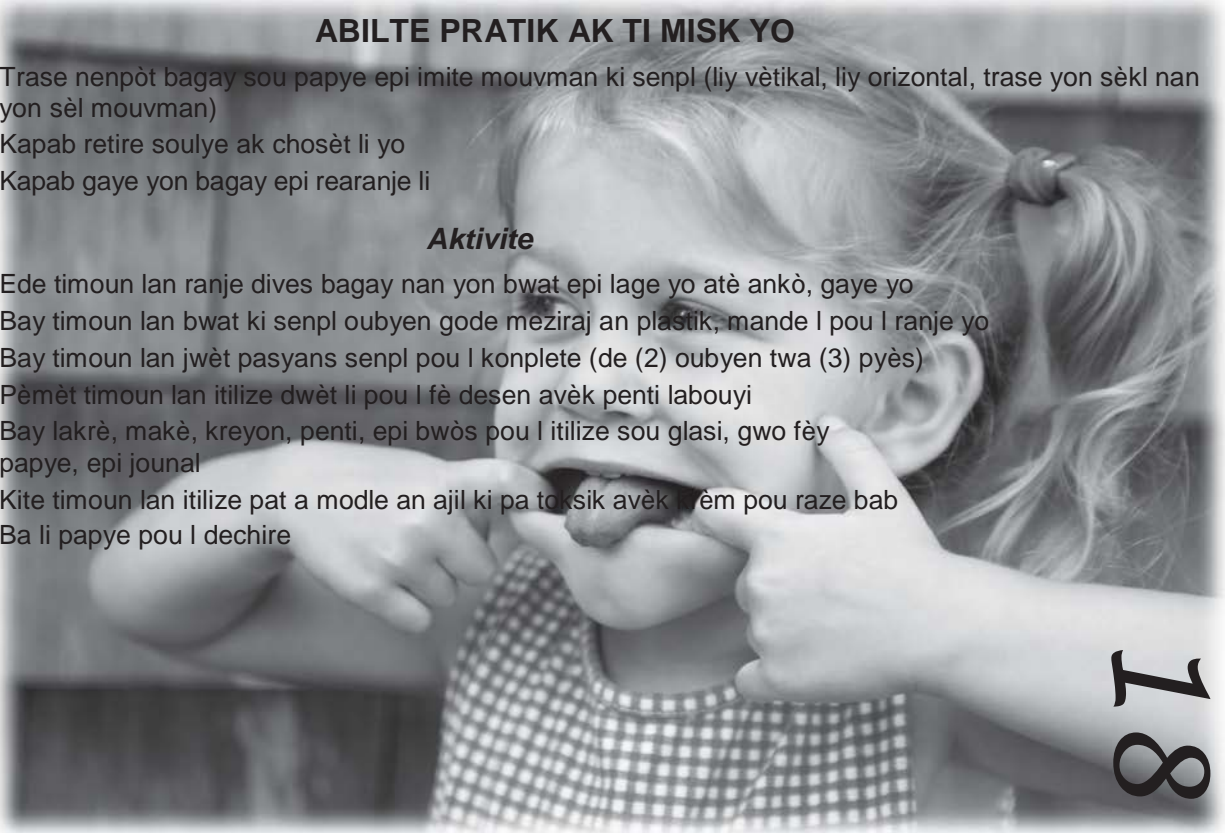 ABILTE PRATIK AK TI MISK YO
Trase nenpòt bagay sou papye epi imite mouvman ki senpl (liy vètikal, liy orizontal, trase yon sèkl nan
yon sèl mouvman)
Kapab retire soulye ak chosèt li yo
Kapab gaye yon bagay epi rearanje li
Aktivite
Ede timoun lan ranje dives bagay nan yon bwat epi lage yo atè ankò, gaye yo
Bay timoun lan bwat ki senpl oubyen gode meziraj an plastik, mande l pou l ranje yo
Bay timoun lan jwèt pasyans senpl pou l konplete (de (2) oubyen twa (3) pyès)
Pèmèt timoun lan itilize dwèt li pou l fè desen avèk penti labouyi
Bay lakrè, makè, kreyon, penti, epi bwòs pou l itilize sou glasi, gwo fèy
papye, epi jounal
Kite timoun lan itilize pat a modle an ajil ki pa toksik avèk krèm pou raze bab
Ba li papye pou l dechire
18